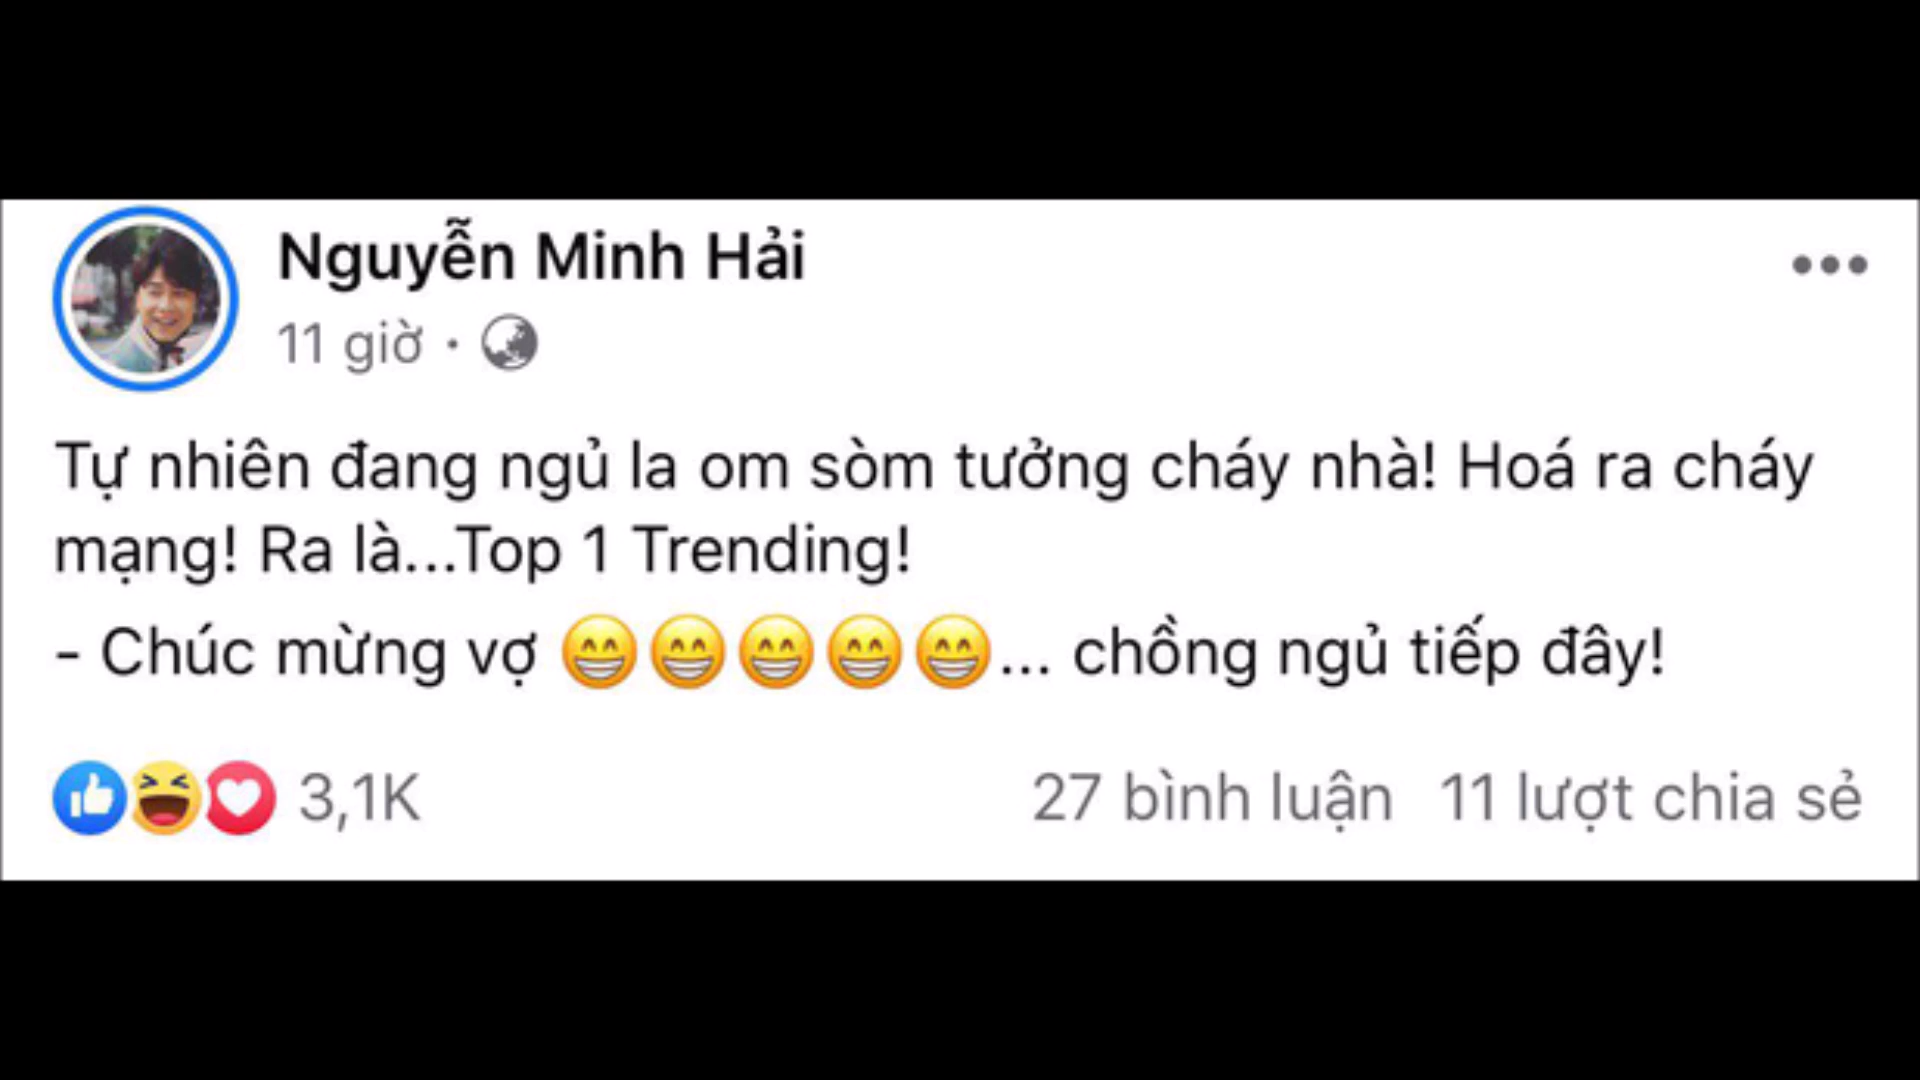 Nguyễn Minh Hải
11 giờ ·
Tự nhiên đang ngủ la om sòm tưởng cháy nhà! Hoá ra cháy
mạng! Ra là...Top 1 Trending!
- Chúc mừng vợ 😁😁😁😁😁... chồng ngủ tiếp đây!
3,1K 27 bình luận 11 lượt chia sẻ